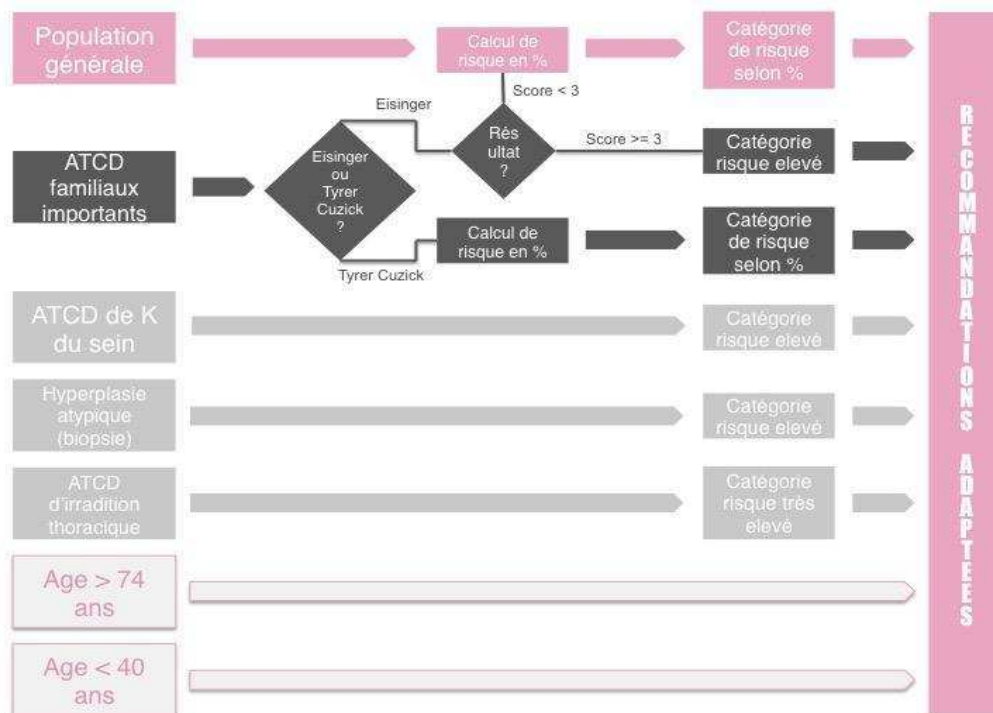 Population
générale
Calcul de
risque en %
Catégorie
de risque
selon %
Score < 3
Eisinger
ATCD
familiaux
importants
Eisinger
ou
Tyrer
Cuzick
?
Rés
ultat
?
Score >= 3
Catégorie
risque elevé
Calcul de
risque en %
Catégorie
de risque
selon %
Tyrer Cuzick
ATCD de K
du sein
Catégorie
risque elevé
Hyperplasie
atypique
(biopsie)
Catégorie
risque elevé
ATCD
d'irradition
thoracique
Catégorie
risque très
elevé
Age > 74
ans
Age < 40
ans
RECOMMANDATIONS ADAPTEES